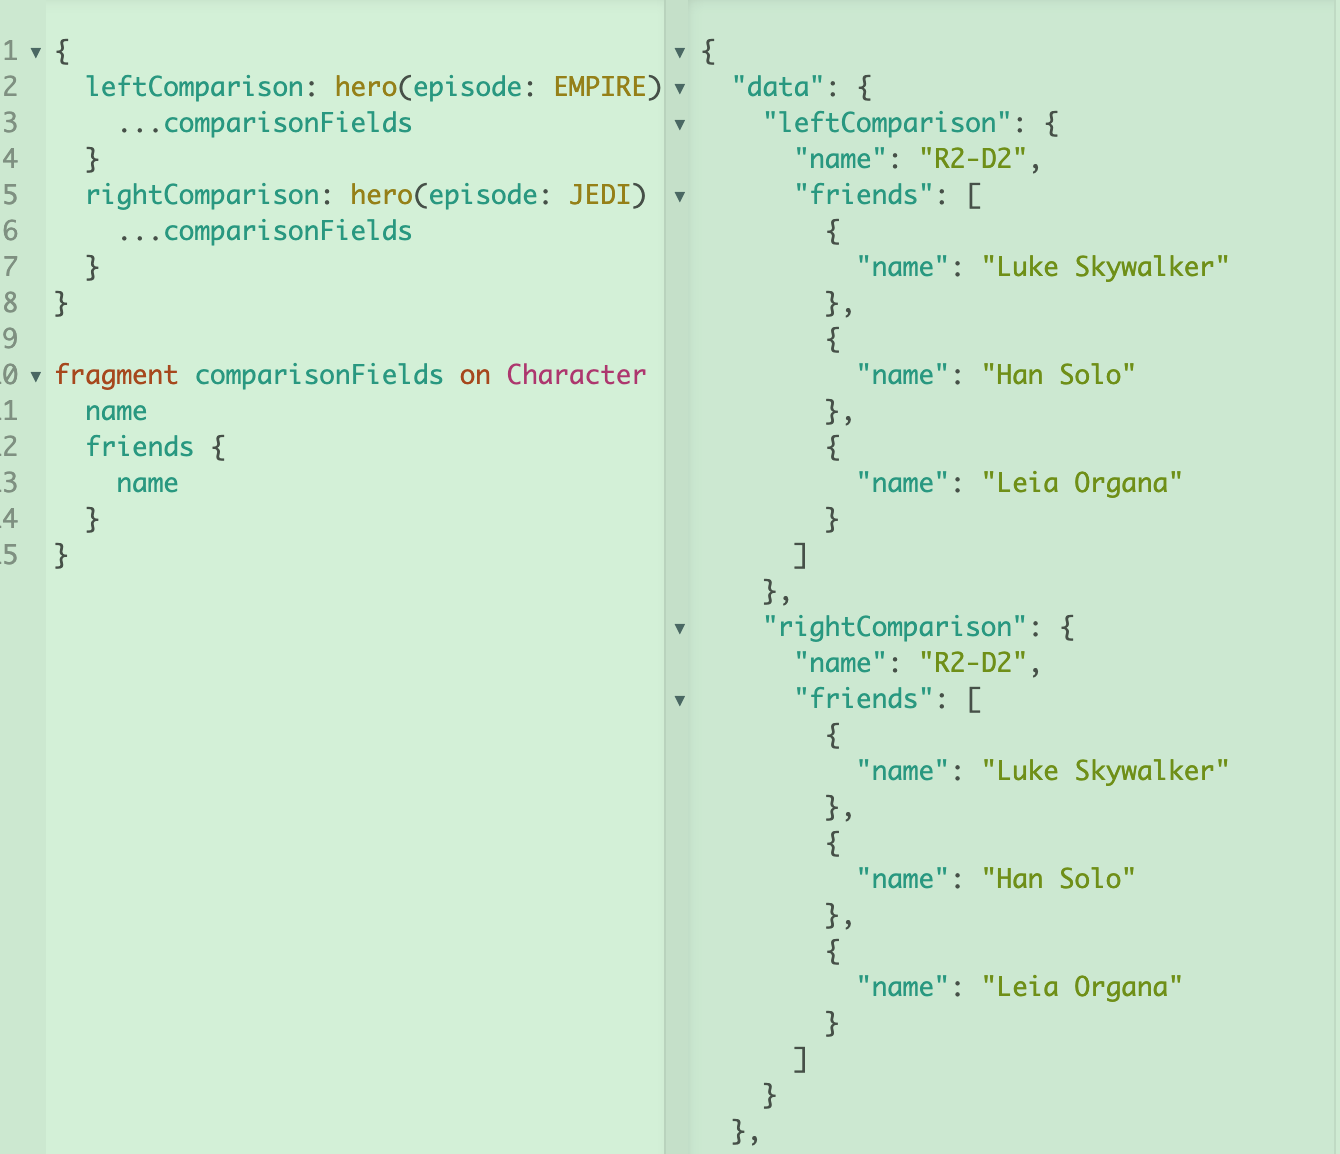 1 {
2 leftComparison: hero(episode: EMPIRE)
3 ...comparisonFields
4 }
5 rightComparison: hero(episode: JEDI)
6 ...comparisonFields
7 }
8 }
9
0 fragment comparisonFields on Character
1 name
2 friends {
3 name
4 }
5 }
{
"data": {
"leftComparison": {
"name": "R2-D2",
"friends": [
{
"name": "Luke Skywalker"
},
{
"name": "Han Solo"
},
{
"name": "Leia Organa"
}
]
},
"rightComparison": {
"name": "R2-D2",
"friends": [
{
"name": "Luke Skywalker"
},
{
"name": "Han Solo"
},
{
"name": "Leia Organa"
}
]
}
},